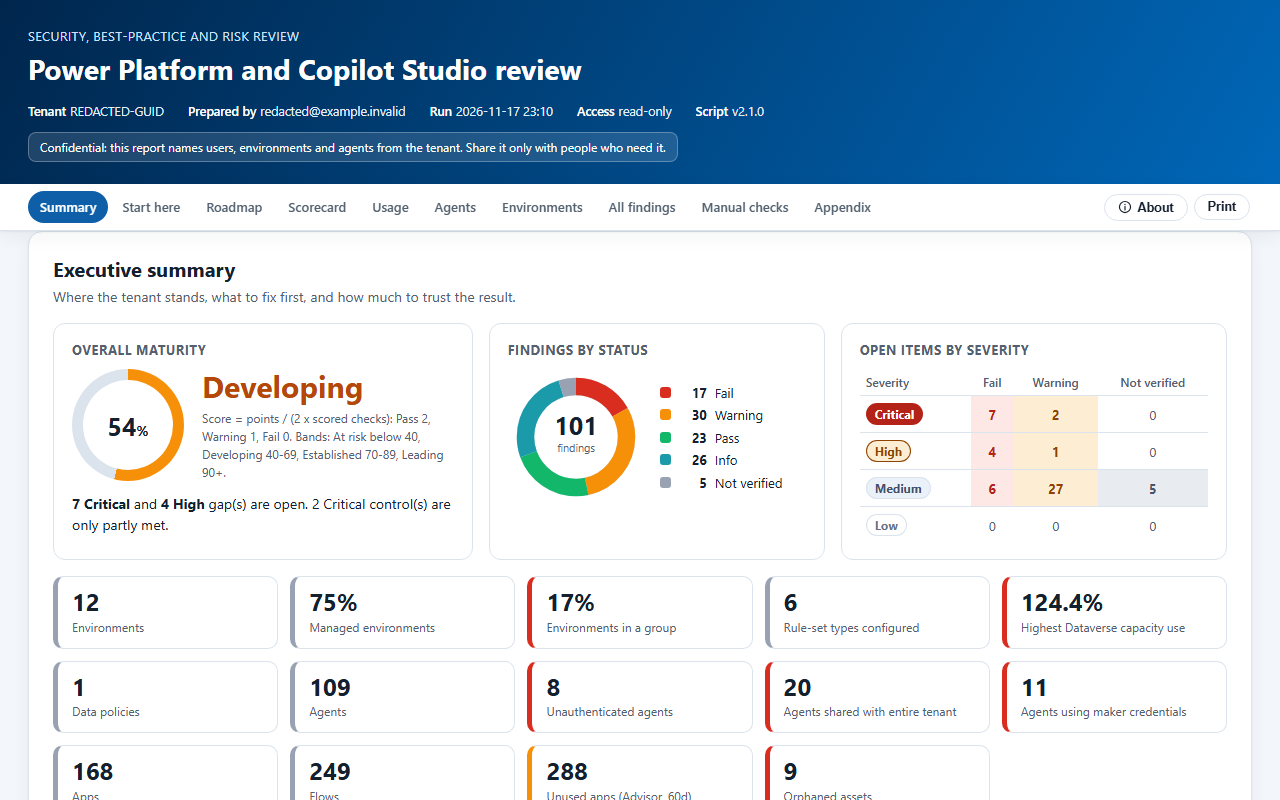 SECURITY, BEST-PRACTICE AND RISK REVIEW
Power Platform and Copilot Studio review
Tenant REDACTED-GUID Prepared by redacted@example.invalid Run 2026-11-17 23:10 Access read-only Script v2.1.0
Confidential: this report names users, environments and agents from the tenant. Share it only with people who need it.
Summary Start here Roadmap Scorecard Usage Agents Environments All findings Manual checks Appendix About Print
Executive summary
Where the tenant stands, what to fix first, and how much to trust the result.
OVERALL MATURITY
54%
Developing
Score = points / (2 x scored checks): Pass 2,
Warning 1, Fail 0. Bands: At risk below 40,
Developing 40-69, Established 70-89, Leading
90+.
7 Critical and 4 High gap(s) are open. 2 Critical control(s) are
only partly met.
FINDINGS BY STATUS
101
findings
17 Fail
30 Warning
23 Pass
26 Info
5 Not verified
OPEN ITEMS BY SEVERITY
Severity Fail Warning Not verified
Critical 7 2 0
High 4 1 0
Medium 6 27 5
Low 0 0 0
12
Environments
75%
Managed environments
17%
Environments in a group
6
Rule-set types configured
124.4%
Highest Dataverse capacity use
1
Data policies
109
Agents
8
Unauthenticated agents
20
Agents shared with entire tenant
11
Agents using maker credentials
168
Apps
249
Flows
288
Unused apps (Advisor, 60d)
9
Orphaned assets